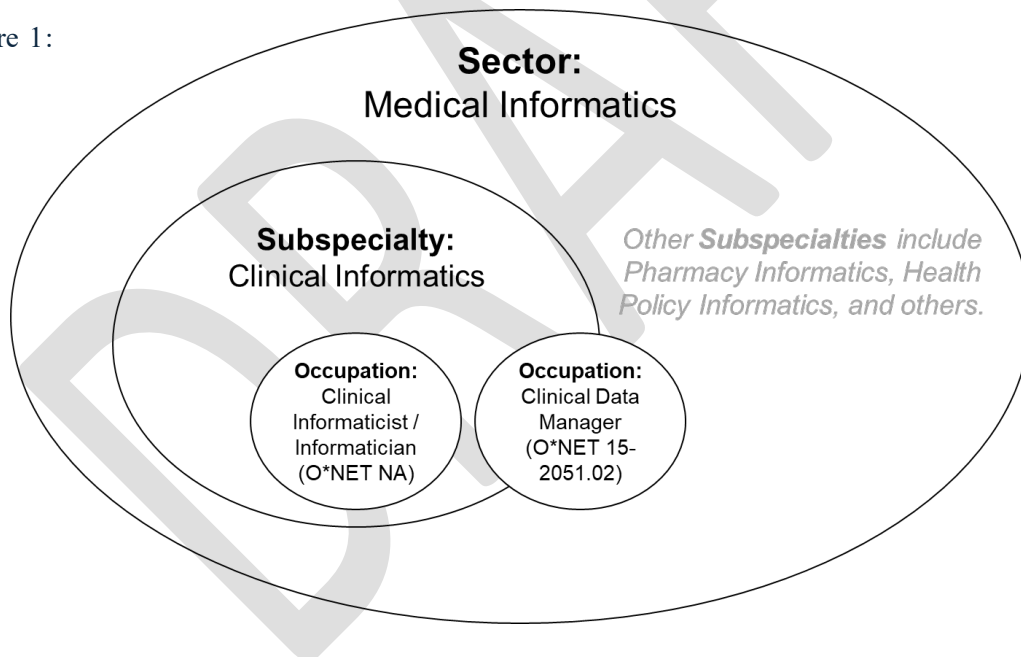 re 1:
Sector:
Medical Informatics
Subspecialty:
Clinical Informatics
Other Subspecialties include
Pharmacy Informatics, Health
Policy Informatics, and others.
Occupation:
Clinical
Informaticist /
Informatician
(O*NET NA)
Occupation:
Clinical Data
Manager
(O*NET 15-
2051.02)